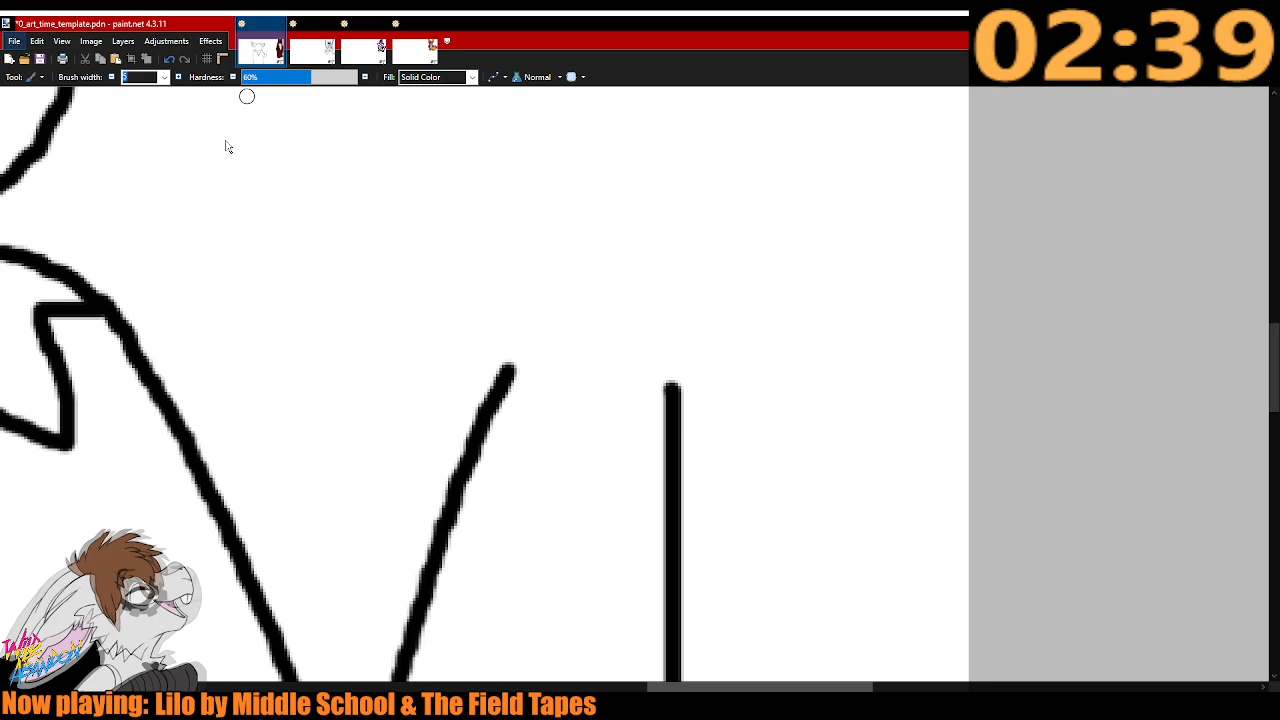 *0_art_time_template.pdn - paint.net 4.3.11
02:39
File Edit View Image Layers Adjustments Effects
Tool: Brush width: Hardness: 60% Fill: Solid Color Normal
Now playing: Lilo by Middle School & The Field Tapes